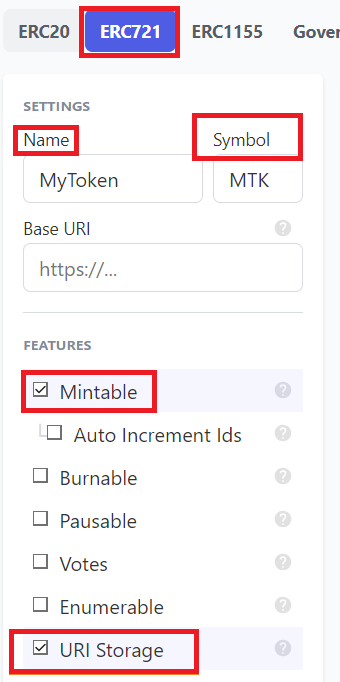 ERC20 ERC721 ERC1155 Gover
SETTINGS
Name Symbol
MyToken MTK
Base URI ?
https://...
FEATURES
Mintable ?
Auto Increment Ids ?
Burnable ?
Pausable ?
Votes ?
Enumerable ?
URI Storage ?